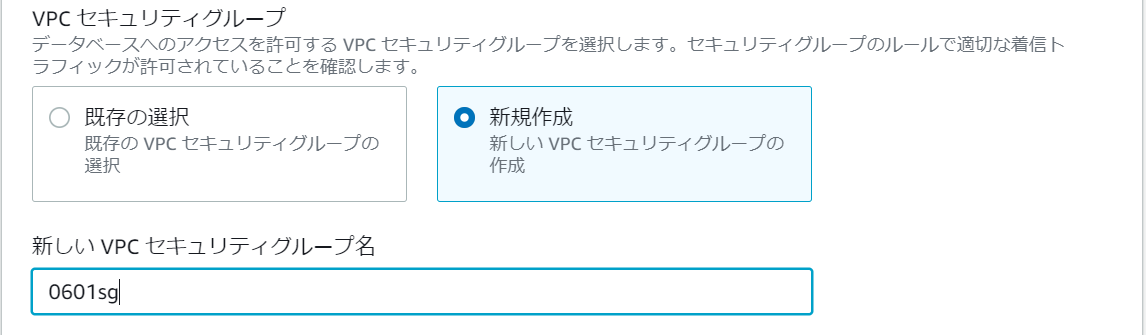 VPC セキュリティグループ
データベースへのアクセスを許可する VPC セキュリティグループを選択します。セキュリティグループのルールで適切な着信ト
ラフィックが許可されていることを確認します。
既存の選択
既存の VPC セキュリティグループの
選択
新規作成
新しい VPC セキュリティグループの
作成
新しい VPC セキュリティグループ名
0601sg